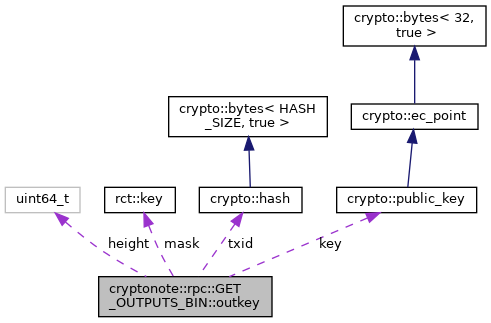 crypto::bytes< 32,
true >
crypto::bytes< HASH
_SIZE, true >
crypto::ec_point
uint64_t
rct::key
crypto::hash
crypto::public_key
height
mask
txid
key
cryptonote::rpc::GET
_OUTPUTS_BIN::outkey